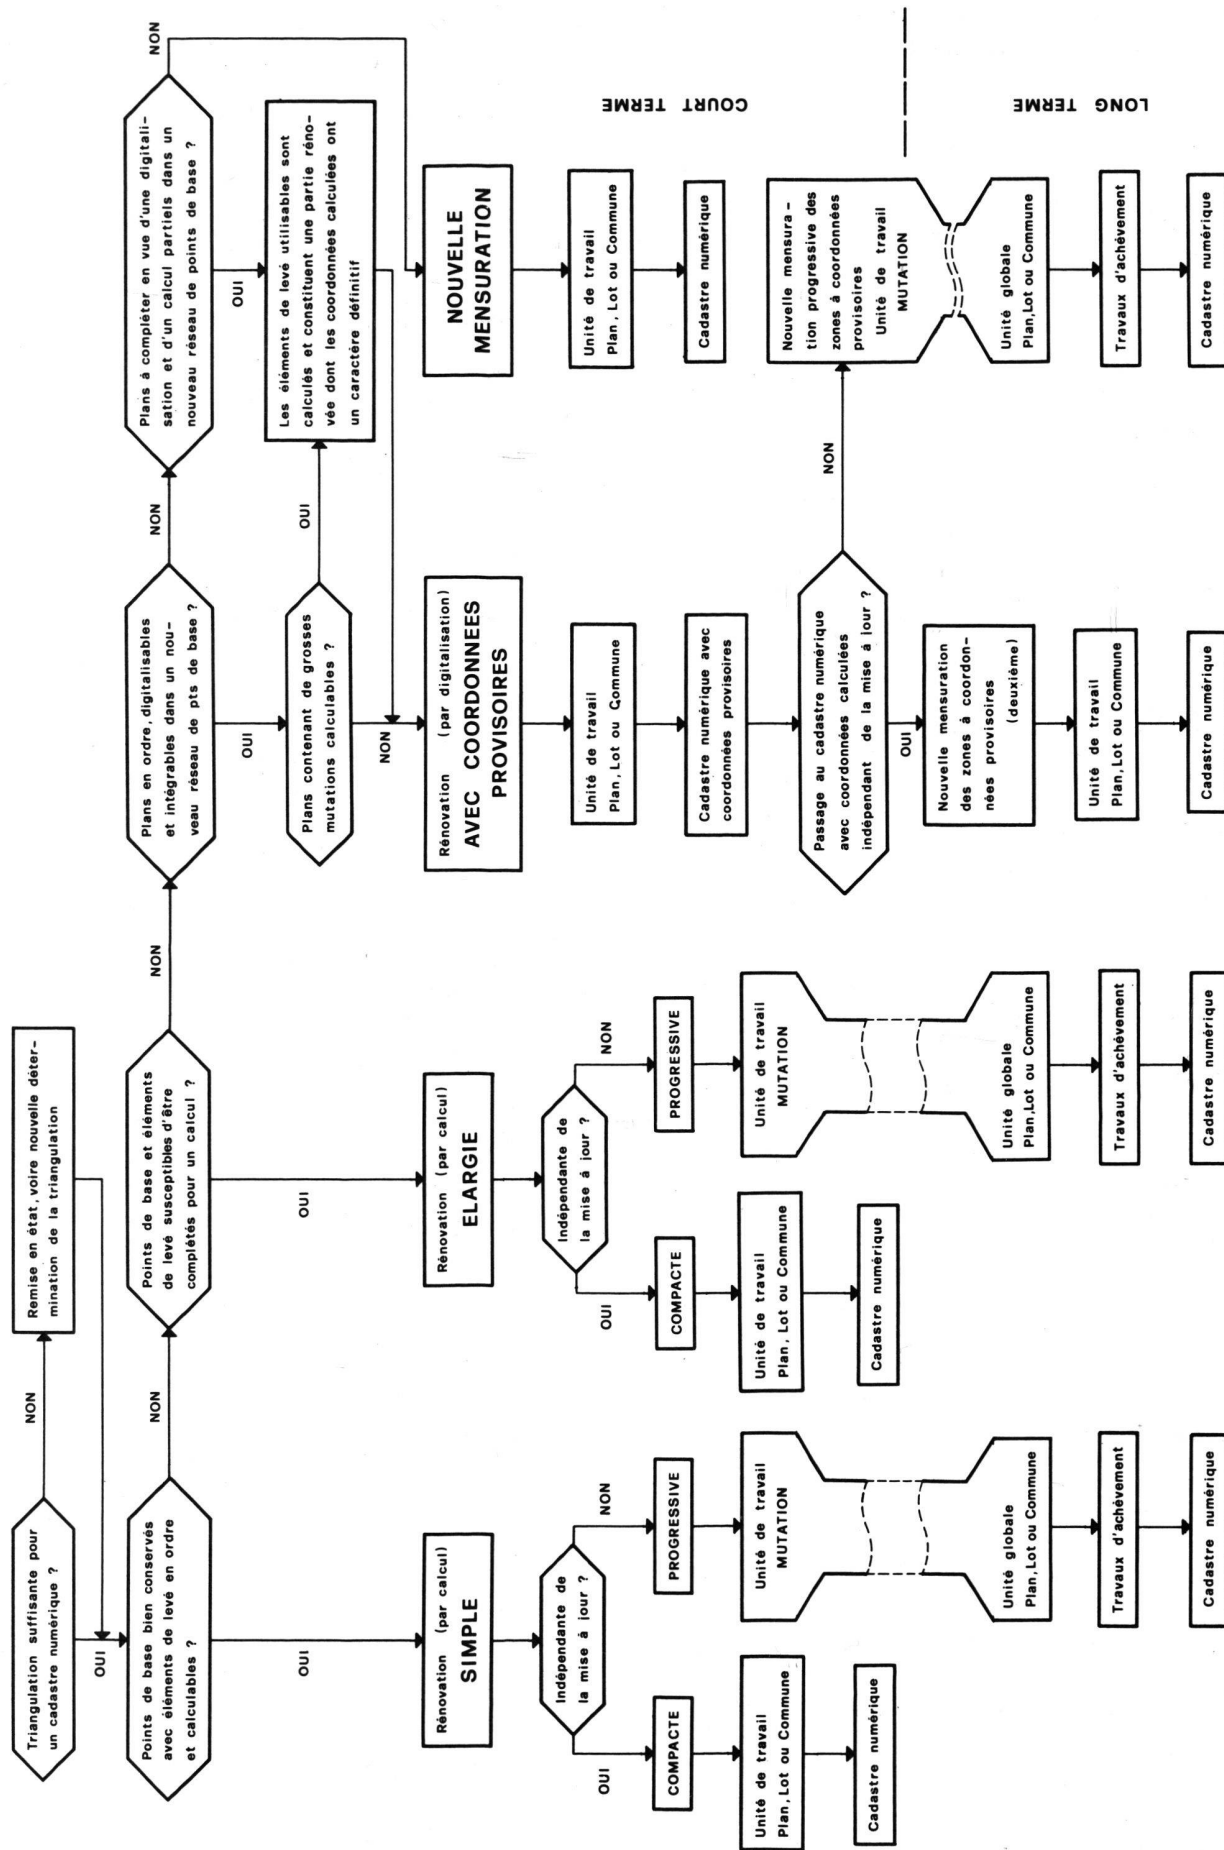 Triangulation suffisante pour
un cadastre numérique ?
NON
Remise en état, voire nouvelle déter-
mination de la triangulation
OUI
Points de base bien conservés
avec éléments de levé en ordre
et calculables ?
NON
Points de base et éléments
de levé susceptibles d'être
complétés pour un calcul ?
NON
Plans en ordre, digitalisables
et intégrables dans un nou-
veau réseau de pts de base ?
NON
Plans à compléter en vue d'une digitali-
sation et d'un calcul partiels dans un
nouveau réseau de points de base ?
NON
OUI
OUI
OUI
OUI
Plans contenant de grosses
mutations calculables ?
OUI
Les éléments de levé utilisables sont
calculés et constituent une partie réno-
vée dont les coordonnées calculées ont
un caractère définitif
NON
Rénovation (par calcul)
SIMPLE
Rénovation (par calcul)
ELARGIE
Rénovation (par digitalisation)
AVEC COORDONNEES
PROVISOIRES
NOUVELLE
MENSURATION
Indépendante de
la mise à jour ?
OUI
NON
Indépendante de
la mise à jour ?
OUI
NON
Unité de travail
Plan, Lot ou Commune
Unité de travail
Plan, Lot ou Commune
COURT TERME
COMPACTE
PROGRESSIVE
COMPACTE
PROGRESSIVE
Cadastre numérique avec
coordonnées provisoires
Cadastre numérique
Unité de travail
Plan, Lot ou Commune
Unité de travail
MUTATION
Unité de travail
Plan, Lot ou Commune
Unité de travail
MUTATION
Passage au cadastre numérique
avec coordonnées calculées
indépendant de la mise à jour ?
NON
Nouvelle mensura-
tion progressive des
zones à coordonnées
provisoires
Unité de travail
MUTATION
Cadastre numérique
Cadastre numérique
OUI
Nouvelle mensuration
des zones à coordon-
nées provisoires
(deuxième)
LONG TERME
Unité globale
Plan, Lot ou Commune
Unité globale
Plan, Lot ou Commune
Unité de travail
Plan, Lot ou Commune
Unité globale
Plan, Lot ou Commune
Travaux d'achèvement
Travaux d'achèvement
Travaux d'achèvement
Cadastre numérique
Cadastre numérique
Cadastre numérique
Cadastre numérique